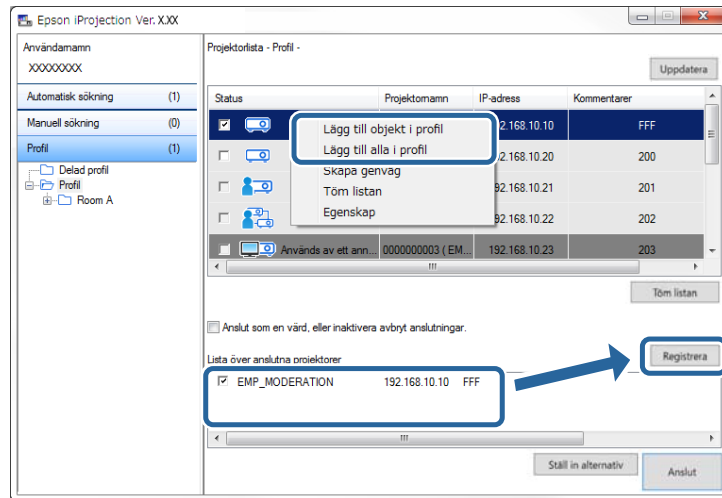 Epson iProjection Ver. X.XX
Användarnamn
XXXXXXXX
Automatisk sökning (1)
Manuell sökning (0)
Profil (1)
Delad profil
Profil
Room A
Projektorlista - Profil -
Uppdatera
Status Projektornamn IP-adress Kommentarer
92.168.10.10 FFF
192.168.10.20 200
192.168.10.21 201
92.168.10.22 202
Används av ett ann... 0000000003 ( EM... 192.168.10.23 203
Lägg till objekt i profil
Lägg till alla i profil
Skapa genväg
Töm listan
Egenskap
Töm listan
Anslut som en värd, eller inaktivera avbryt anslutningar.
Lista över anslutna projektorer
Registrera
EMP_MODERATION 192.168.10.10 FFF
Ställ in alternativ
Anslut